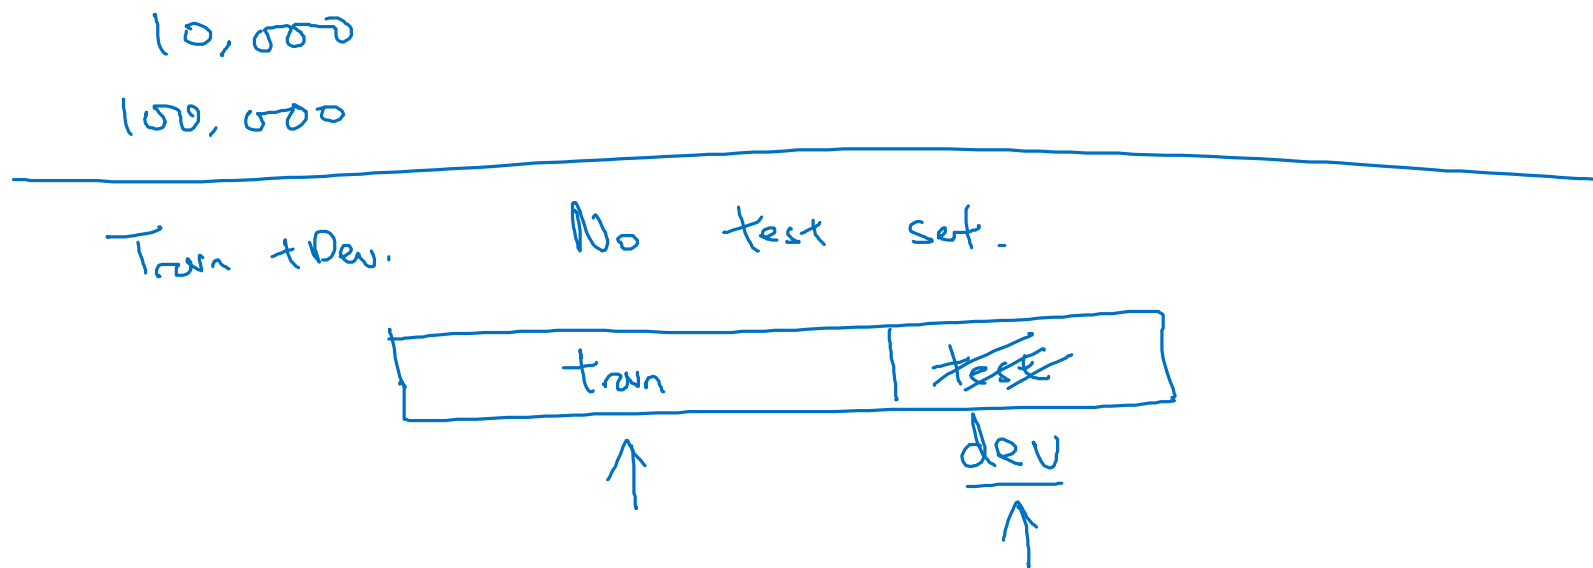 10,000
100,000
Train + Dev. No test set.
train test
dev